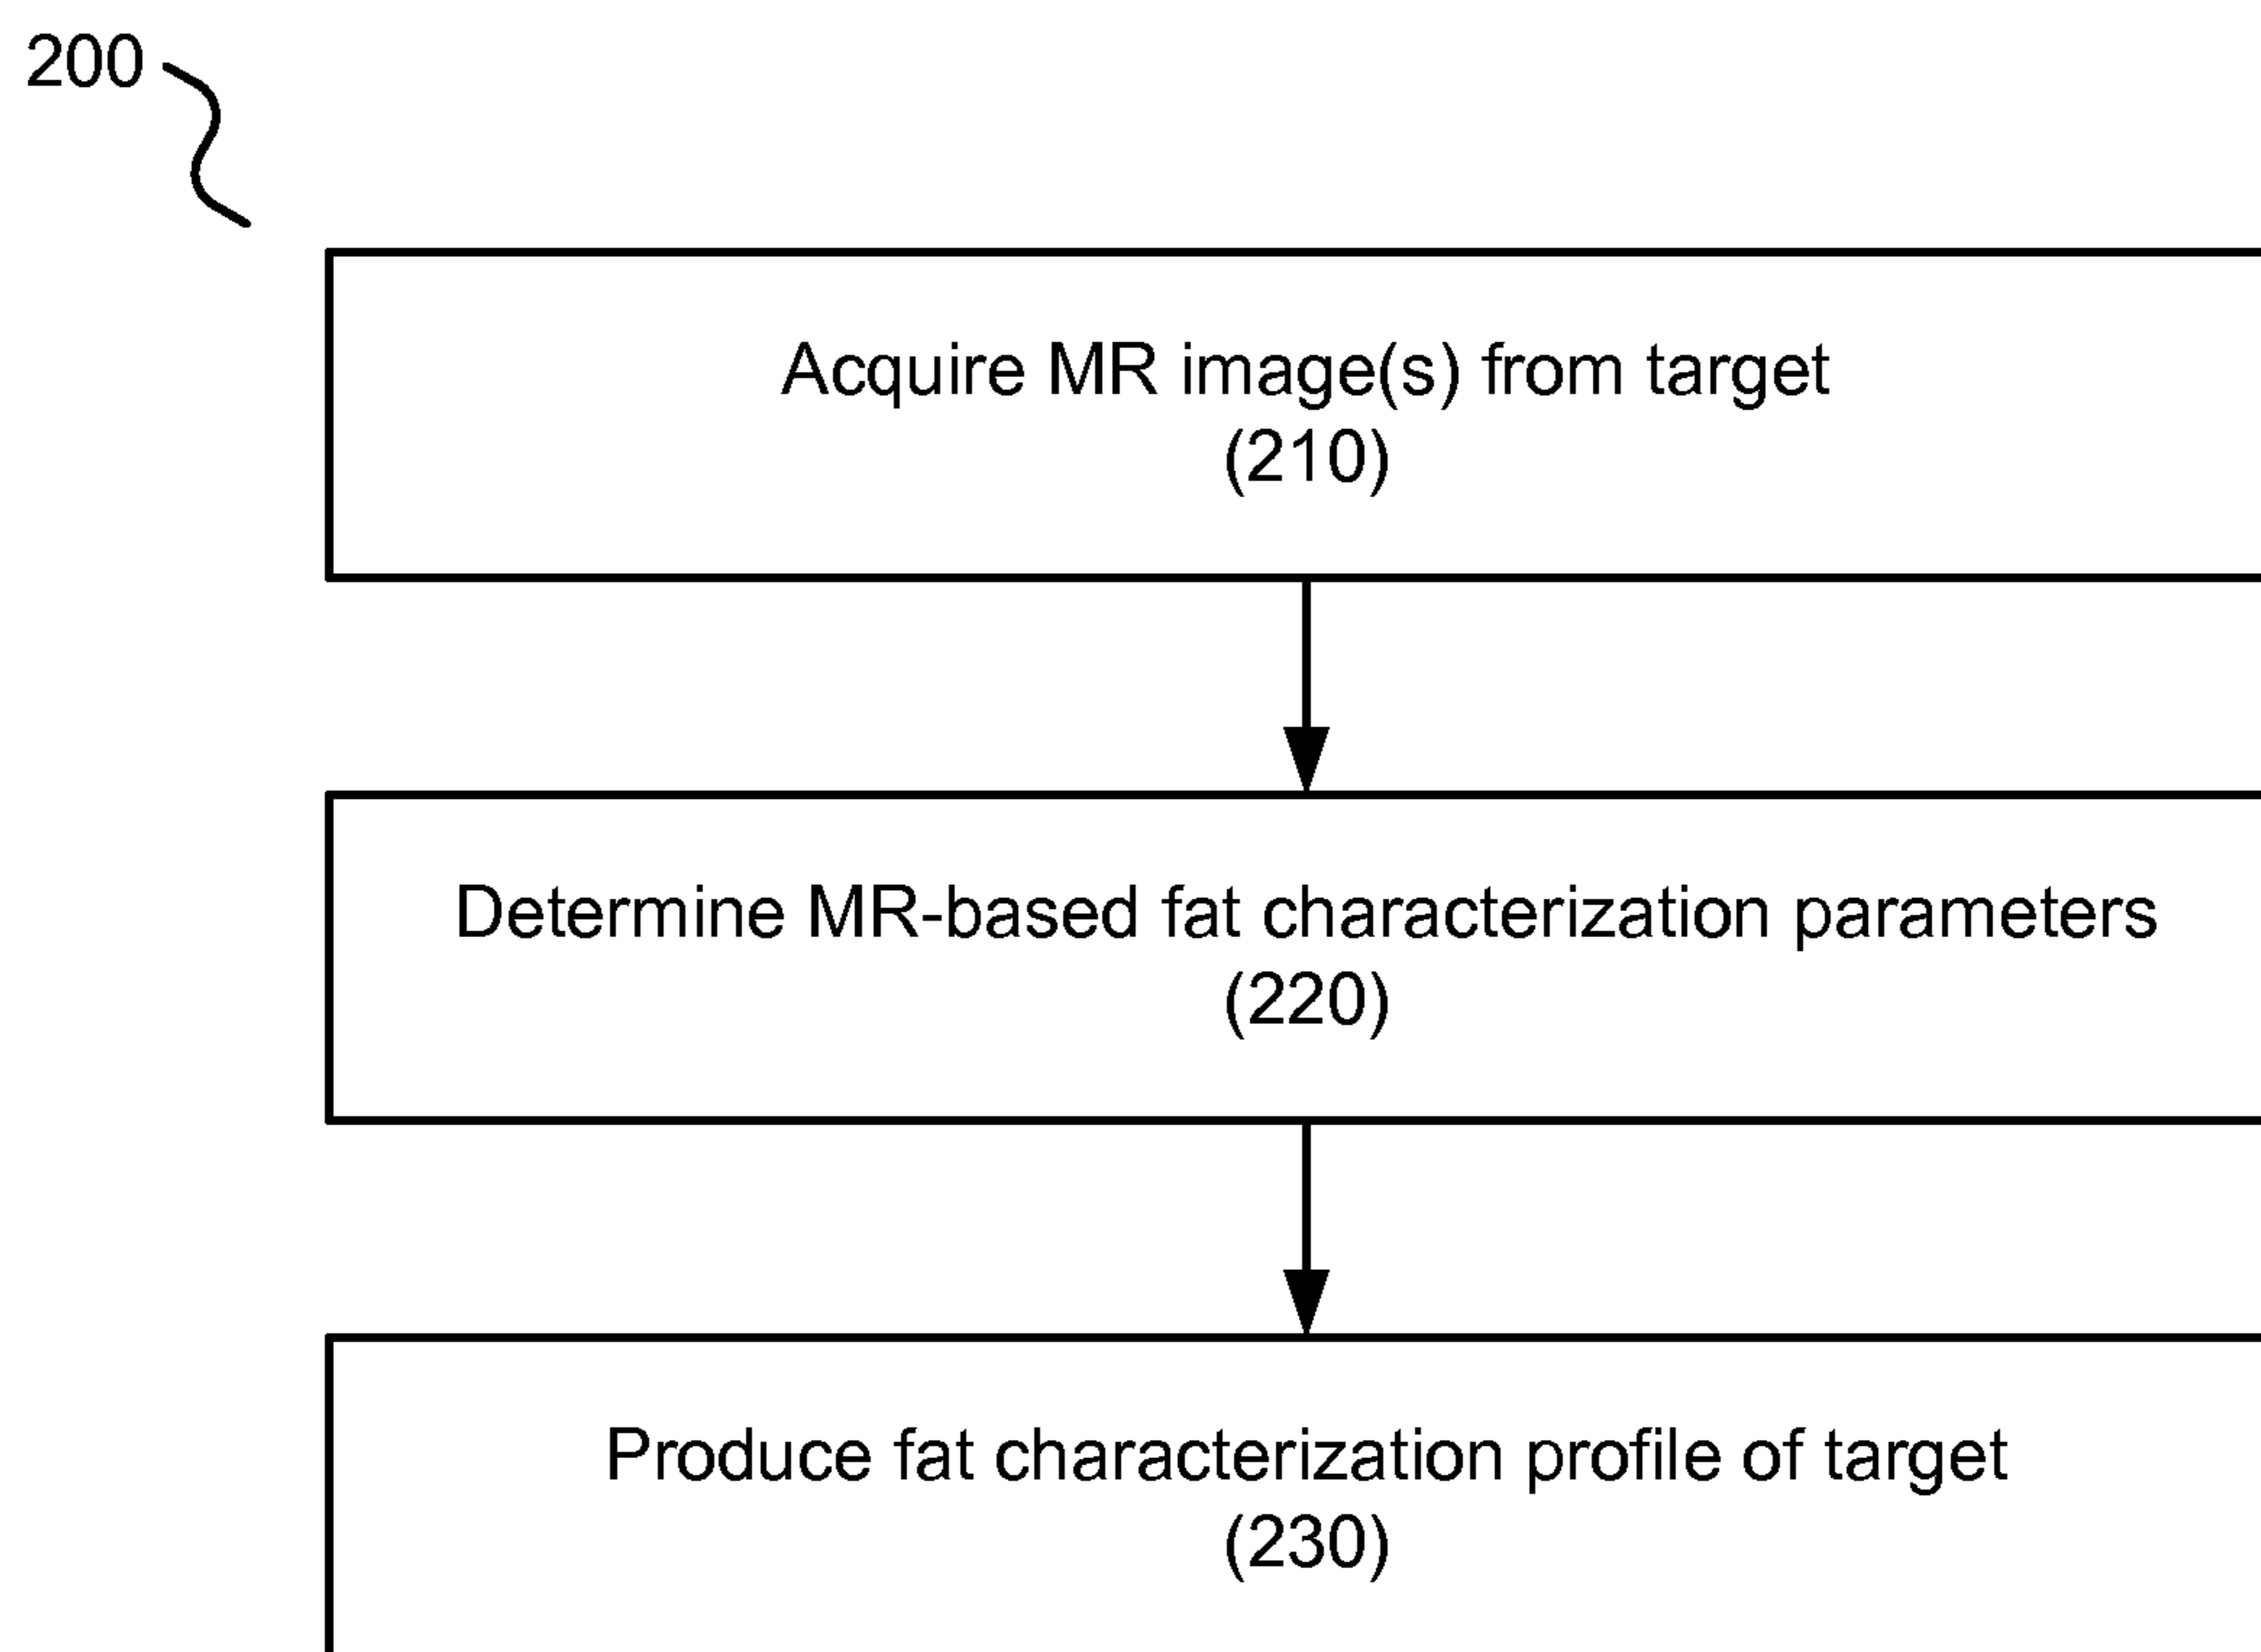 200
Acquire MR image(s) from target
(210)
Determine MR-based fat characterization parameters
(220)
Produce fat characterization profile of target
(230)